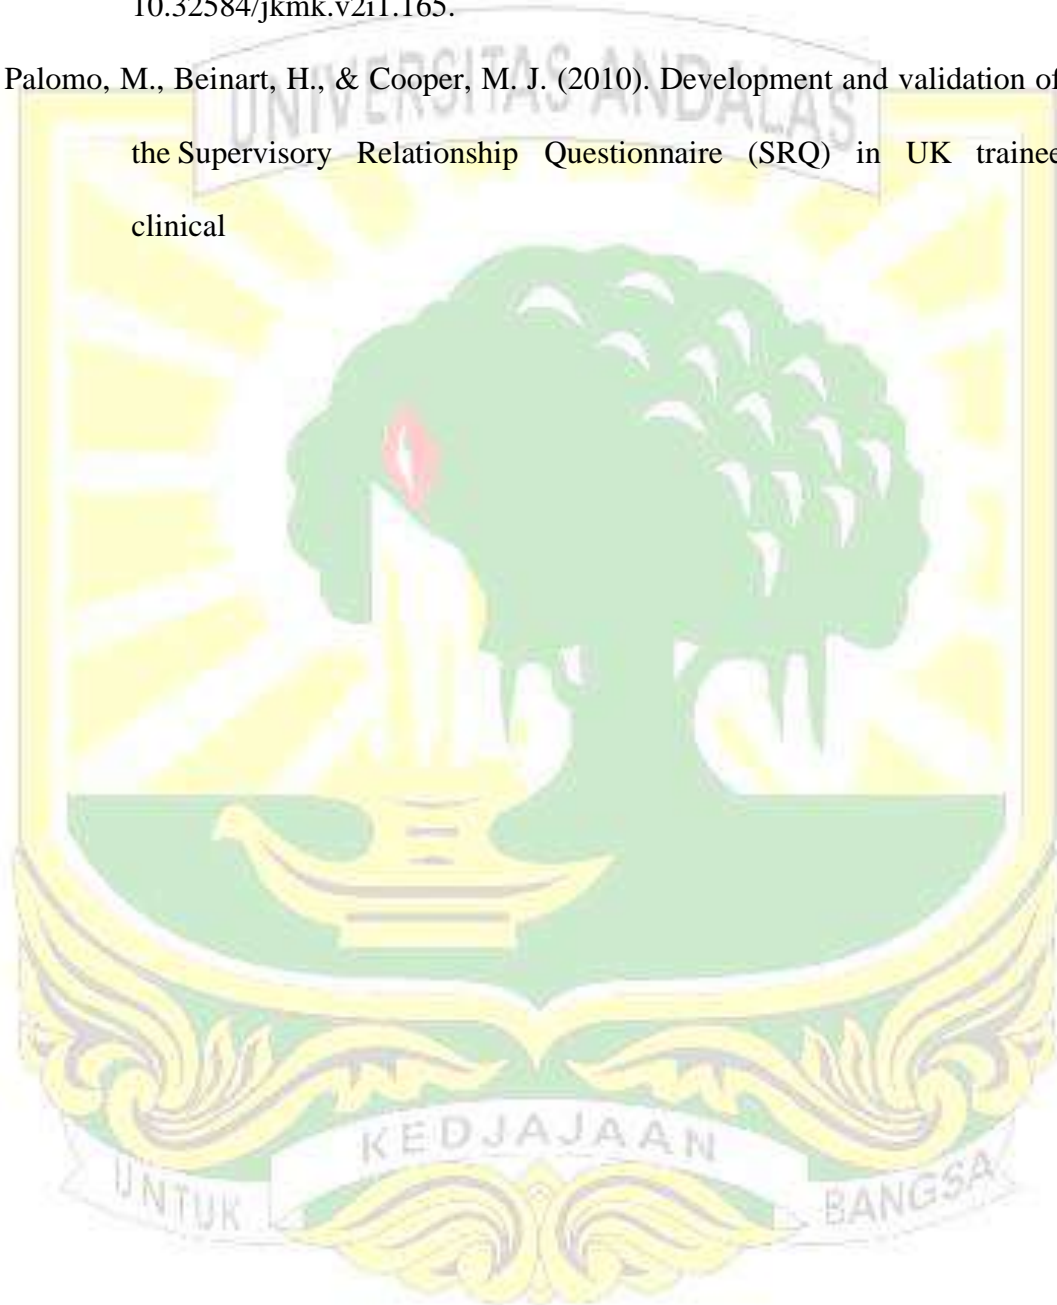 10.32584/jkmk.v2i1.165.
Palomo, M., Beinart, H., & Cooper, M. J. (2010). Development and validation of
the Supervisory Relationship Questionnaire (SRQ) in UK trainee
clinical
UNIVERSITAS ANDALAS
KEDJAJAAN
UNTUK
BANGSA